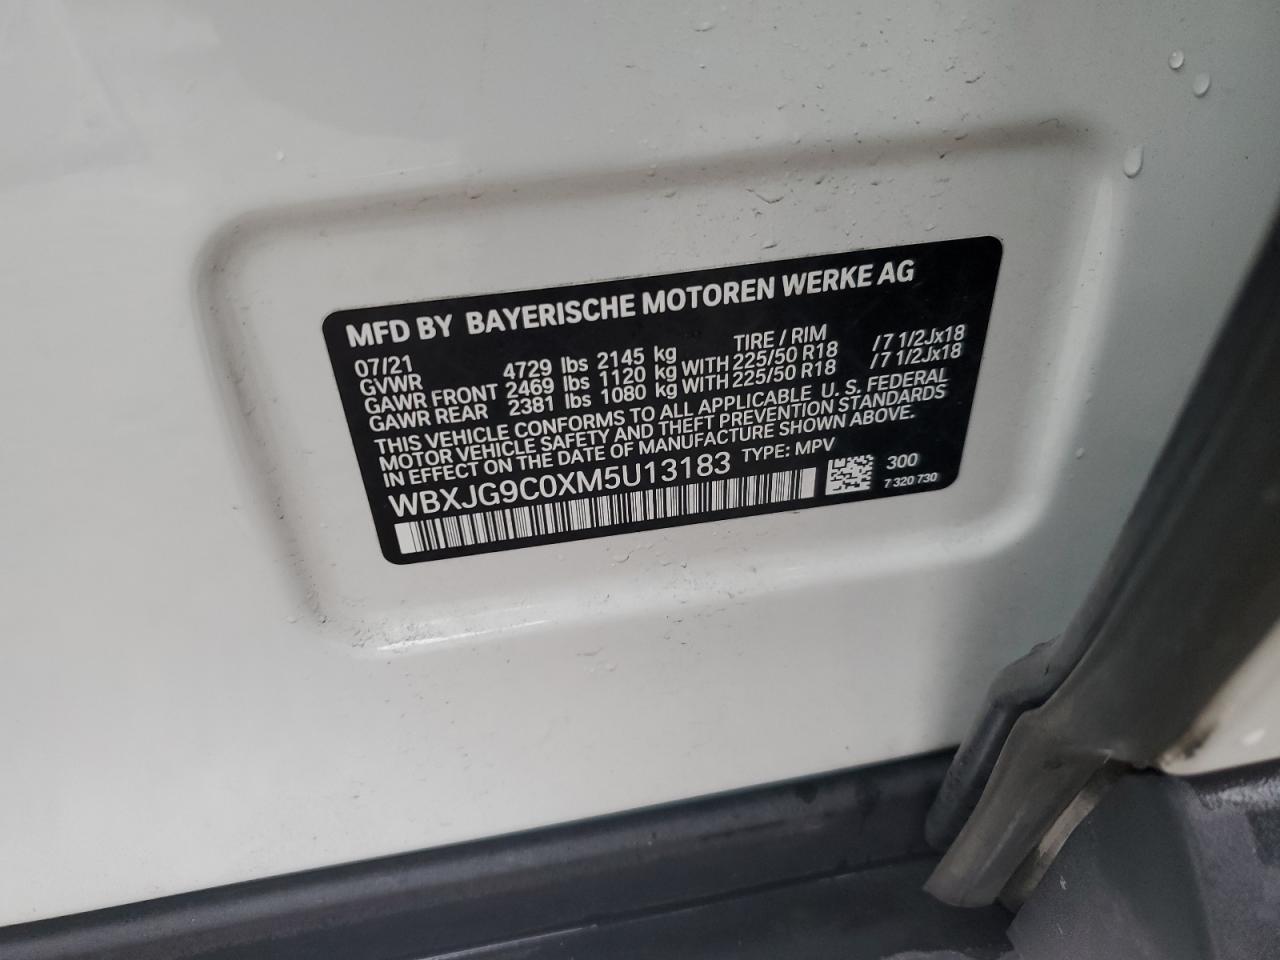 MFD BY BAYERISCHE MOTOREN WERKE AG
07/21 TIRE / RIM
GVWR 4729 lbs 2145 kg
GAWR FRONT 2469 lbs 1120 kg WITH 225/50 R18 /7 1/2Jx18
GAWR REAR 2381 lbs 1080 kg WITH 225/50 R18 /7 1/2Jx18
THIS VEHICLE CONFORMS TO ALL APPLICABLE U. S. FEDERAL
MOTOR VEHICLE SAFETY AND THEFT PREVENTION STANDARDS
IN EFFECT ON THE DATE OF MANUFACTURE SHOWN ABOVE.
WBXJG9C0XM5U13183 TYPE: MPV
300
7 320 730